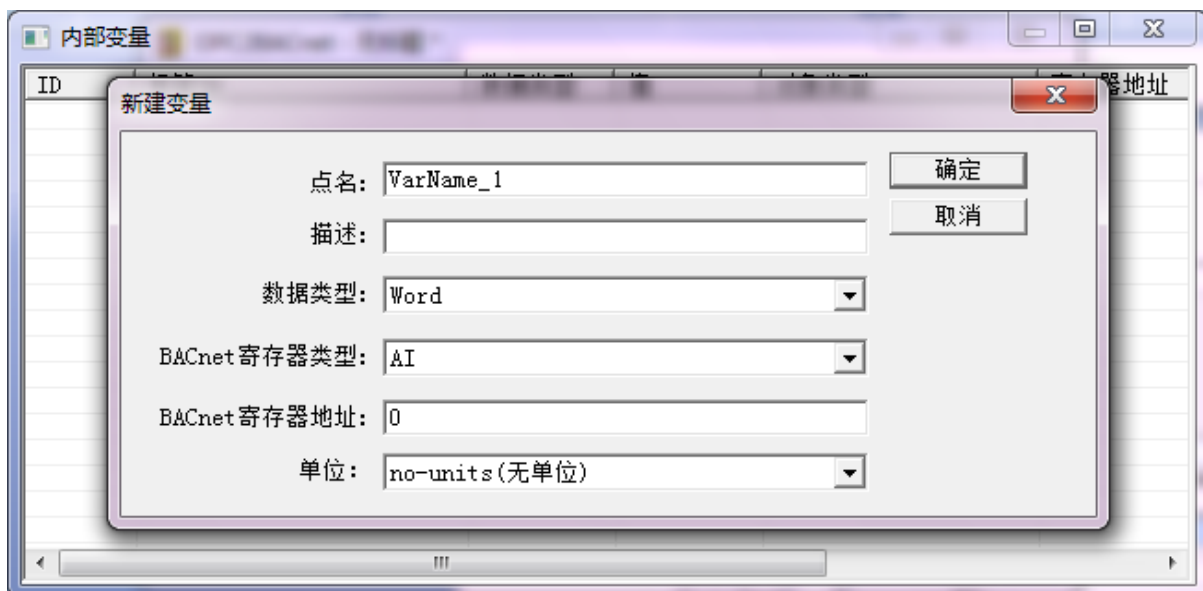 内部变量
ID
器地址
新建变量
点名: VarName_1
确定
描述:
取消
数据类型: Word
BACnet寄存器类型: AI
BACnet寄存器地址: 0
单位: no-units(无单位)